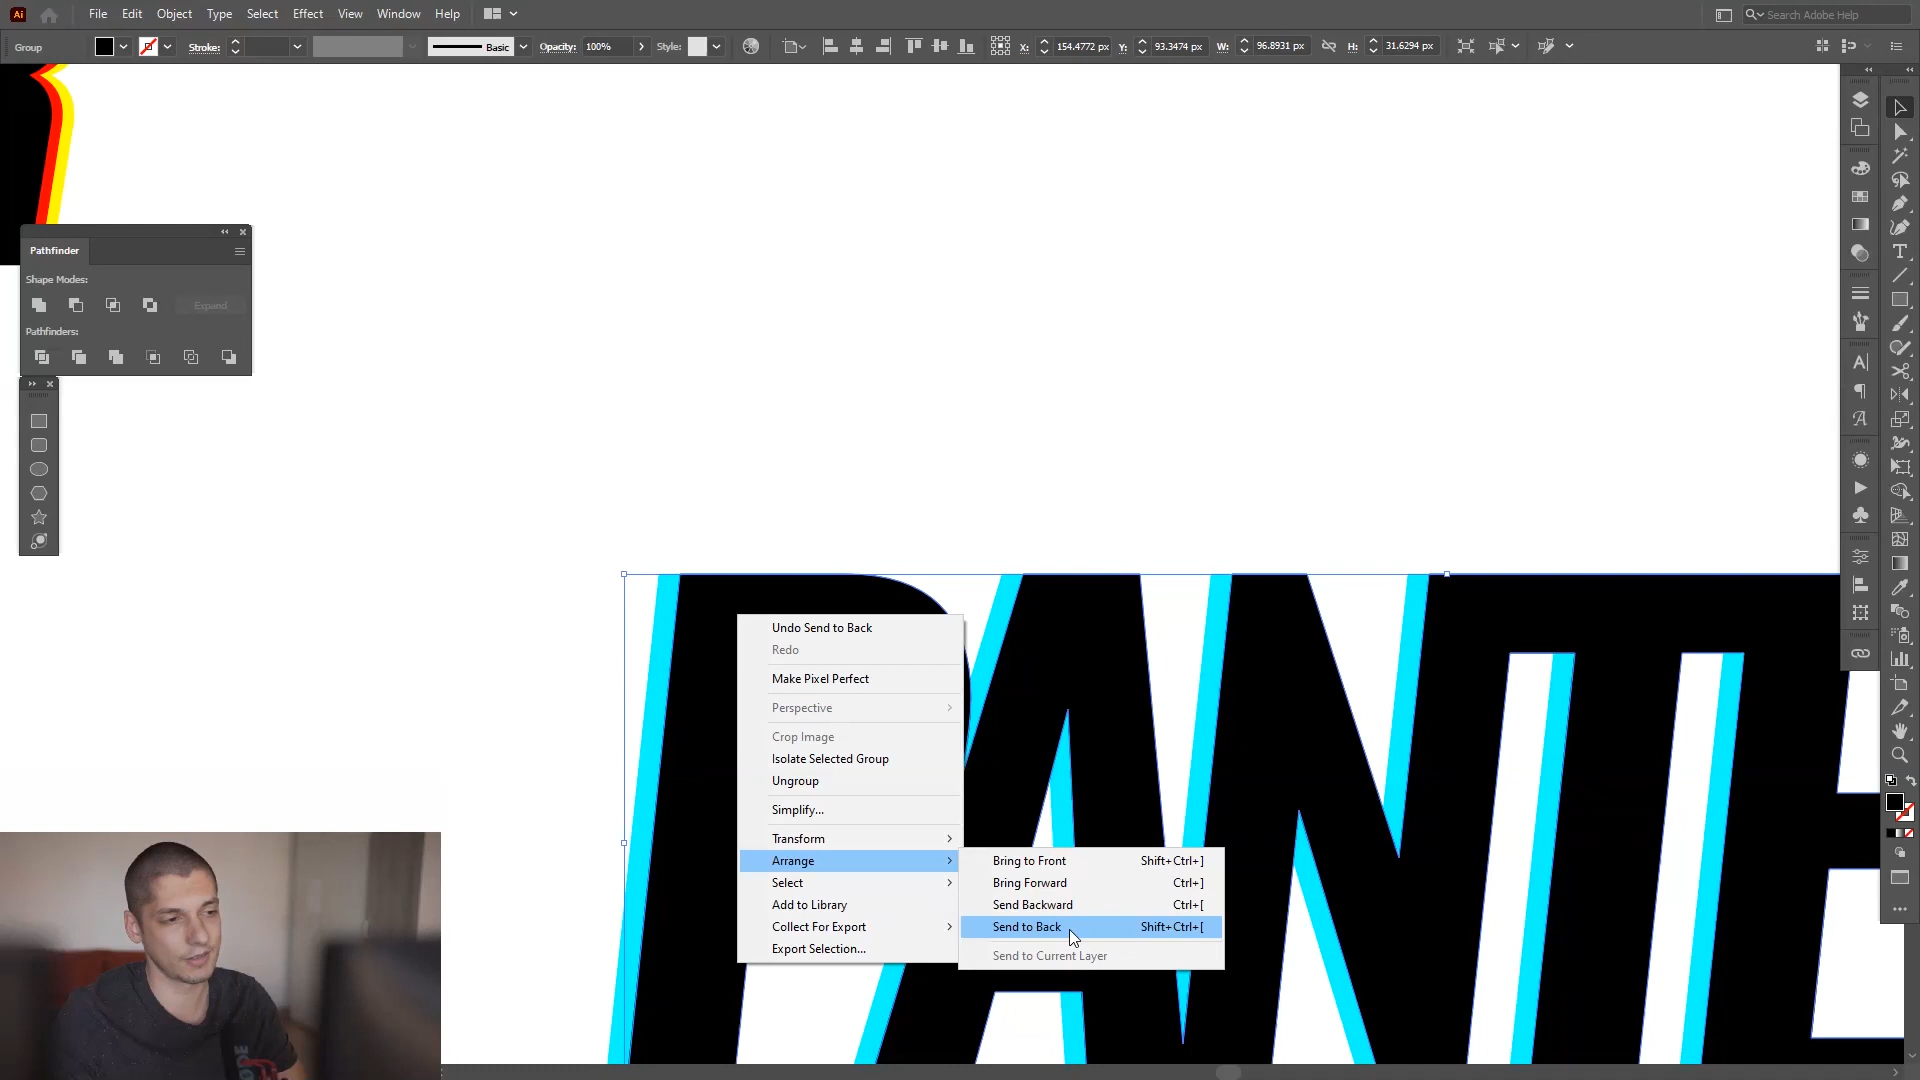 Ai File Edit Object Type Select Effect View Window Help Search Adobe Help
Group Stroke: Basic Opacity: 100% Style: X: 154.4772 px Y: 93.3474 px W: 96.8931 px H: 31.6294 px
Pathfinder
Shape Modes:
Expand
Pathfinders:
Undo Send to Back
Redo
Make Pixel Perfect
Perspective
Crop Image
Isolate Selected Group
Ungroup
Simplify...
Transform
Arrange
Select
Add to Library
Collect For Export
Export Selection...
Bring to Front Shift+Ctrl+]
Bring Forward Ctrl+]
Send Backward Ctrl+[
Send to Back Shift+Ctrl+[
Send to Current Layer